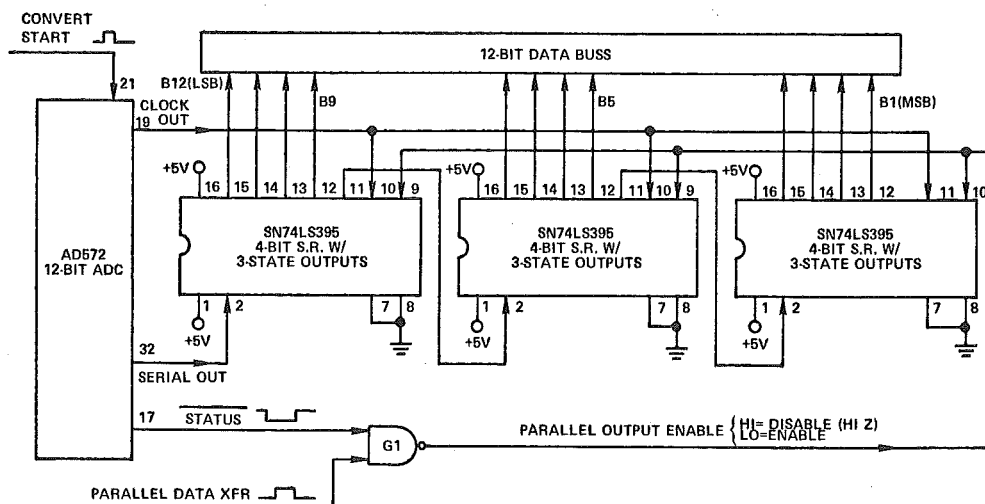 CONVERT
START
12-BIT DATA BUSS
21
B12(LSB)
B9
B5
B1(MSB)
CLOCK
OUT
19
+5V
16 15 14 13 12 11 10 9
+5V
16 15 14 13 12 11 10 9
+5V
16 15 14 13 12 11 10
SN74LS395
4-BIT S.R. W/
3-STATE OUTPUTS
SN74LS395
4-BIT S.R. W/
3-STATE OUTPUTS
SN74LS395
4-BIT S.R. W/
3-STATE OUTPUTS
AD572
12-BIT ADC
1 2 7 8
+5V
1 2 7 8
+5V
1 2 7 8
+5V
32
SERIAL OUT
17
STATUS
G1
PARALLEL OUTPUT ENABLE
HI= DISABLE (HI Z)
LO=ENABLE
PARALLEL DATA XFR